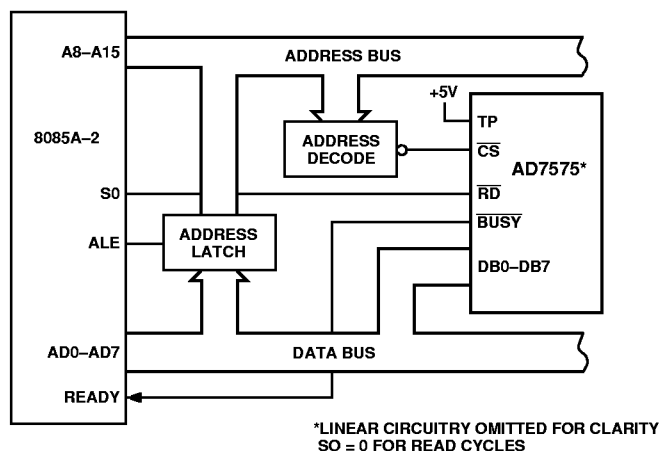 A8–A15
ADDRESS BUS
+5V
TP
8085A–2
ADDRESS
DECODE
CS
AD7575*
S0
RD
ADDRESS
LATCH
BUSY
ALE
DB0–DB7
AD0–AD7
DATA BUS
READY
*LINEAR CIRCUITRY OMITTED FOR CLARITY
SO = 0 FOR READ CYCLES